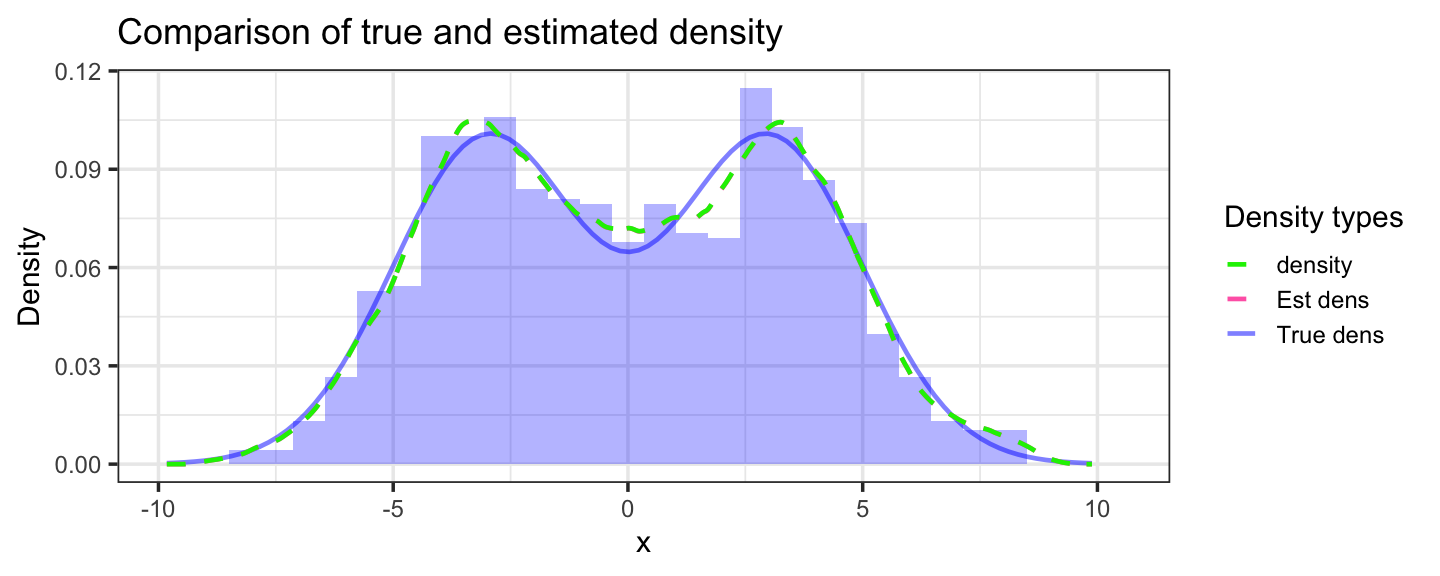 Comparison of true and estimated density
0.12
0.09
0.06
0.03
0.00
Density
-10 -5 0 5 10
x
Density types
density
Est dens
True dens